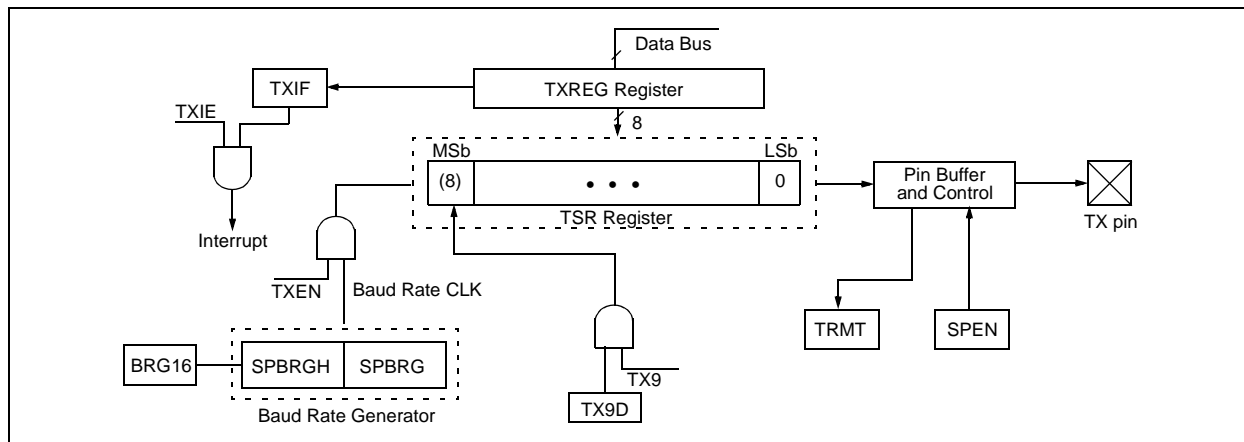 Data Bus
TXIF
TXREG Register
TXIE
8
MSb
LSb
(8)
• • •
0
Pin Buffer
and Control
TSR Register
TX pin
Interrupt
TXEN
Baud Rate CLK
TRMT
SPEN
BRG16
SPBRGH
SPBRG
TX9
TX9D
Baud Rate Generator